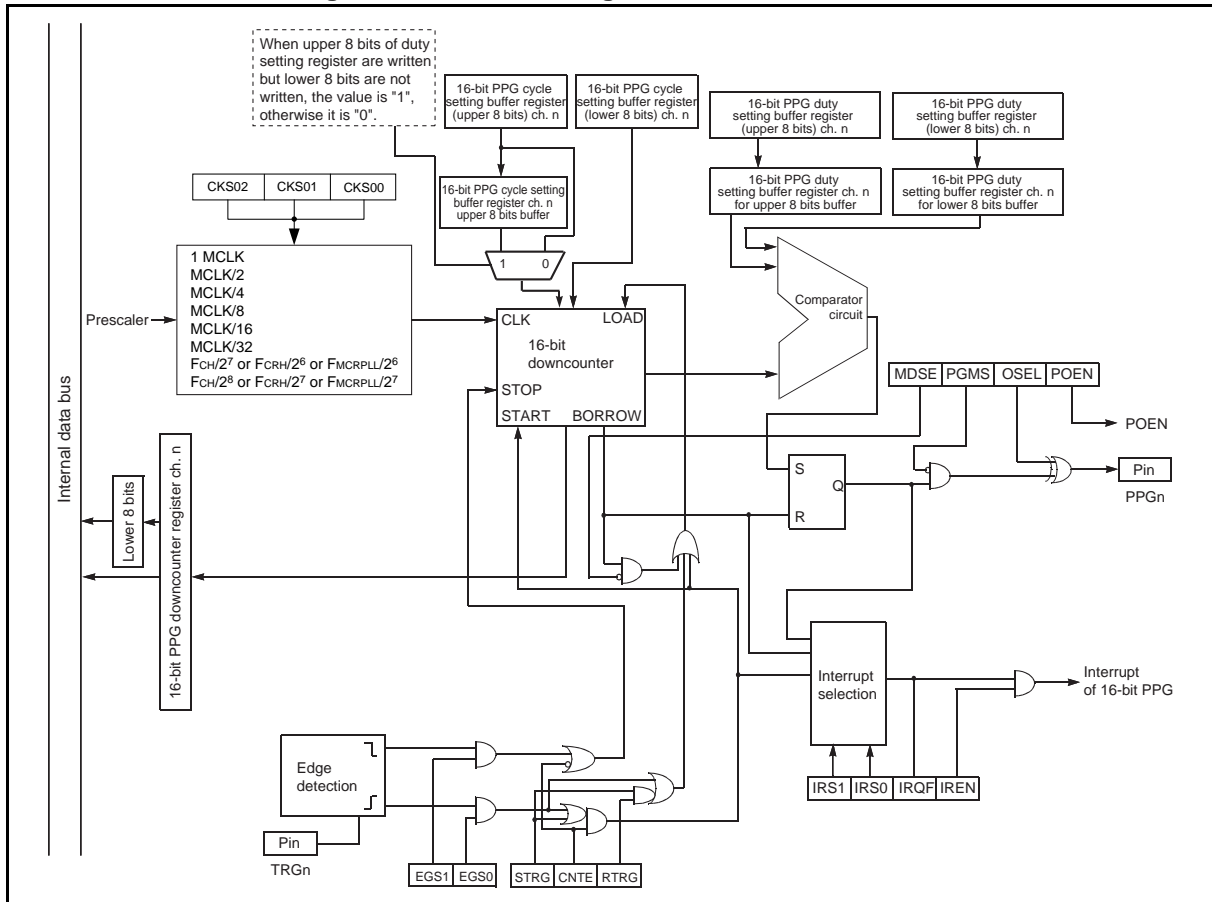 When upper 8 bits of duty
setting register are written
but lower 8 bits are not
written, the value is "1",
otherwise it is "0".
16-bit PPG cycle
setting buffer register
(upper 8 bits) ch. n
16-bit PPG cycle
setting buffer register
(lower 8 bits) ch. n
16-bit PPG duty
setting buffer register
(upper 8 bits) ch. n
16-bit PPG duty
setting buffer register
(lower 8 bits) ch. n
CKS02 CKS01 CKS00
16-bit PPG cycle setting
buffer register ch. n
upper 8 bits buffer
16-bit PPG duty
setting buffer register ch. n
for upper 8 bits buffer
16-bit PPG duty
setting buffer register ch. n
for lower 8 bits buffer
1 0
Prescaler
1 MCLK
MCLK/2
MCLK/4
MCLK/8
MCLK/16
MCLK/32
FCH/2⁷ or FCRH/2⁶ or FMCRPLL/2⁶
FCH/2⁸ or FCRH/2⁷ or FMCRPLL/2⁷
CLK LOAD
16-bit
downcounter
STOP
START BORROW
Comparator
circuit
MDSE PGMS OSEL POEN
POEN
Pin
PPGn
S
Q
R
Internal data bus
Lower 8 bits
16-bit PPG downcounter register ch. n
Interrupt
selection
Interrupt
of 16-bit PPG
IRS1 IRS0 IRQF IREN
Edge
detection
Pin
TRGn
EGS1 EGS0
STRG CNTE RTRG